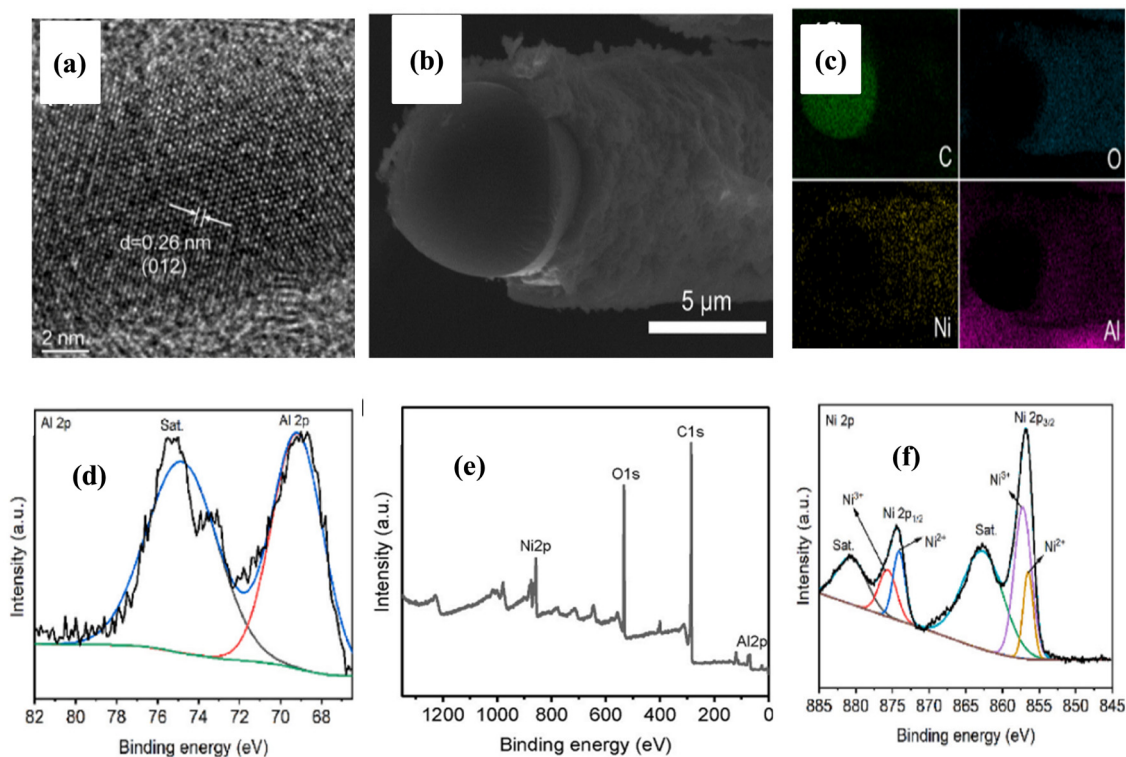 (a)
d=0.26 nm
(012)
2 nm
(b)
5 µm
(c)
C
O
Ni
Al
Al 2p
Sat.
Al 2p
(d)
Intensity (a.u.)
82 80 78 76 74 72 70 68
Binding energy (eV)
(e)
C1s
O1s
Ni2p
Al2p
Intensity (a.u.)
1200 1000 800 600 400 200 0
Binding energy (eV)
Ni 2p
Ni 2p3/2
(f)
Ni3+
Ni3+
Ni 2p1/2
Sat.
Sat.
Ni2+
Ni2+
Intensity (a.u.)
885 880 875 870 865 860 855 850 845
Binding energy (eV)